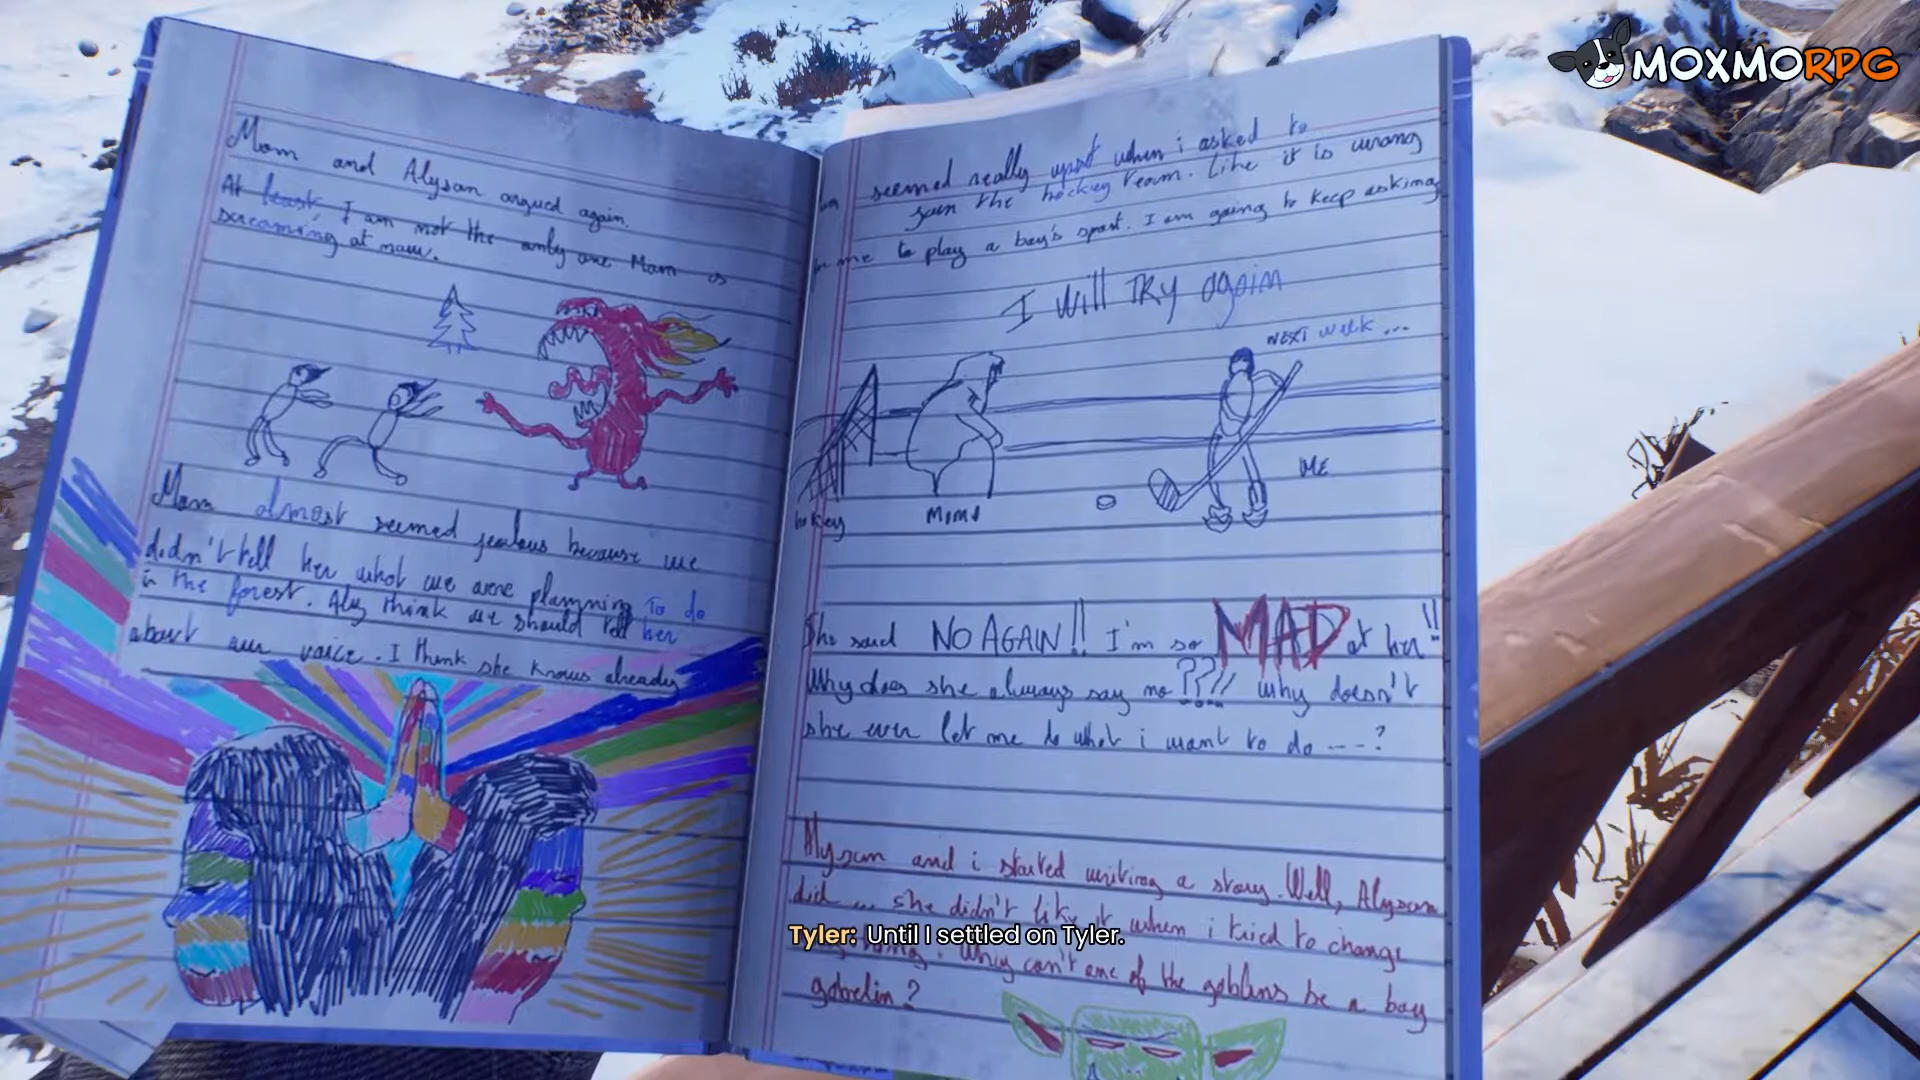 MOXMORPG
Mom and Alyson argued again.
At least I am not the only one Mom is
screaming at now.
Mom almost seemed jealous because we
didn't tell her what we were planning to do
in the forest. Aly think we should tell her
about our voice. I think she knows already
seemed really upset when i asked to
join the hockey team. Like it is wrong
for me to play a boy's sport. I am going to keep asking
I will TRY again
NEXT week ...
ME
hockey
MOM
She said NO AGAIN!! I'm so MAD at her!!
Why does she always say no ??!! why doesn't
she ever let me do what i want to do ---?
Alyson and i started writing a story. Well, Alyson
did ... she didn't like it when i tried to change
Why can't one of the goblins be a boy
gobelin?
Tyler: Until I settled on Tyler.